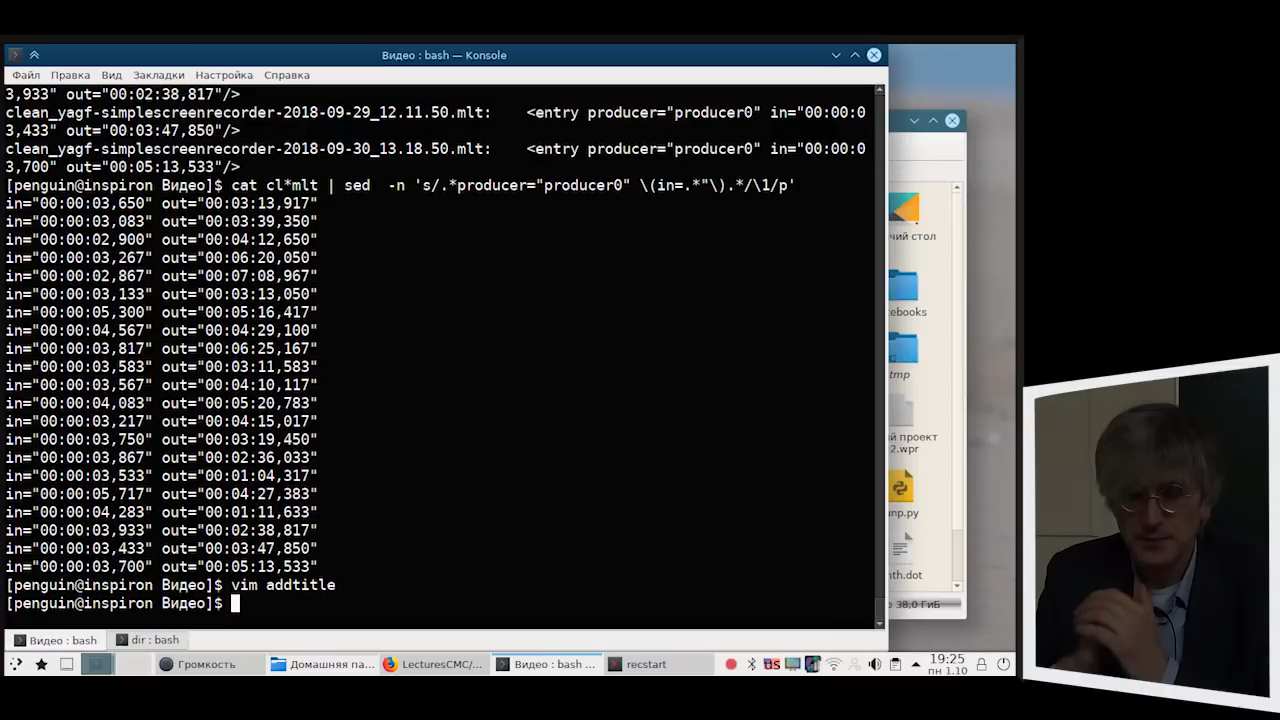 Видео : bash — Konsole
Файл Правка Вид Закладки Настройка Справка
3,933" out="00:02:38,817"/>
clean_yagf-simplescreenrecorder-2018-09-29_12.11.50.mlt:    <entry producer="producer0" in="00:00:0
3,433" out="00:03:47,850"/>
clean_yagf-simplescreenrecorder-2018-09-30_13.18.50.mlt:    <entry producer="producer0" in="00:00:0
3,700" out="00:05:13,533"/>
[penguin@inspiron Видео]$ cat cl*mlt | sed  -n 's/.*producer="producer0" \(in=.*"\).*/\1/p'
in="00:00:03,650" out="00:03:13,917"
in="00:00:03,083" out="00:03:39,350"
in="00:00:02,900" out="00:04:12,650"
in="00:00:03,267" out="00:06:20,050"
in="00:00:02,867" out="00:07:08,967"
in="00:00:03,133" out="00:03:13,050"
in="00:00:05,300" out="00:05:16,417"
in="00:00:04,567" out="00:04:29,100"
in="00:00:03,817" out="00:06:25,167"
in="00:00:03,583" out="00:03:11,583"
in="00:00:03,567" out="00:04:10,117"
in="00:00:04,083" out="00:05:20,783"
in="00:00:03,217" out="00:04:15,017"
in="00:00:03,750" out="00:03:19,450"
in="00:00:03,867" out="00:02:36,033"
in="00:00:03,533" out="00:01:04,317"
in="00:00:05,717" out="00:04:27,383"
in="00:00:04,283" out="00:01:11,633"
in="00:00:03,933" out="00:02:38,817"
in="00:00:03,433" out="00:03:47,850"
in="00:00:03,700" out="00:05:13,533"
[penguin@inspiron Видео]$ vim addtitle
[penguin@inspiron Видео]$
чий стол
ebooks
tmp
ий проект
2.wpr
np.py
nth.dot
38,0 ГиБ
Видео : bash
dir : bash
Громкость
Домашняя па...
LecturesCMC/...
Видео : bash ...
recstart
US
19:25
пн 1.10